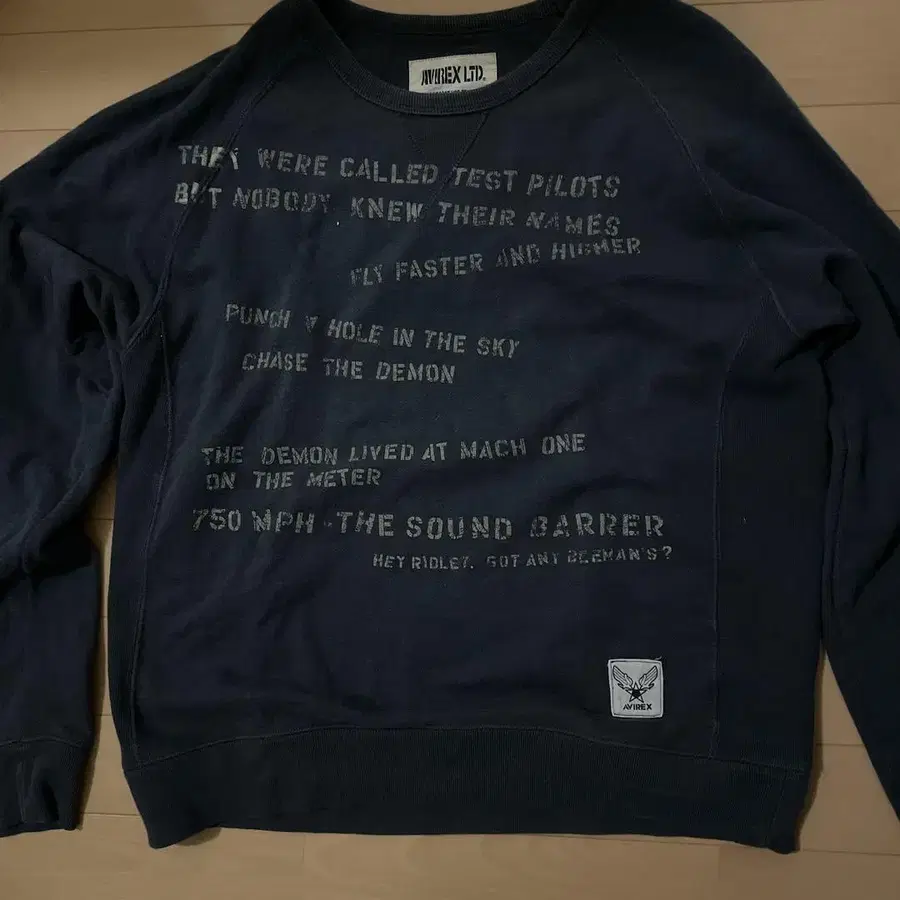 AVIREX LTD.
THEY WERE CALLED TEST PILOTS
BUT NOBODY KNEW THEIR NAMES
FLY FASTER AND HIGHER
PUNCH A HOLE IN THE SKY
CHASE THE DEMON
THE DEMON LIVED AT MACH ONE
ON THE METER
750 MPH - THE SOUND BARRER
HEY RIDLEY, GOT ANY BEEMAN'S?
AVIREX